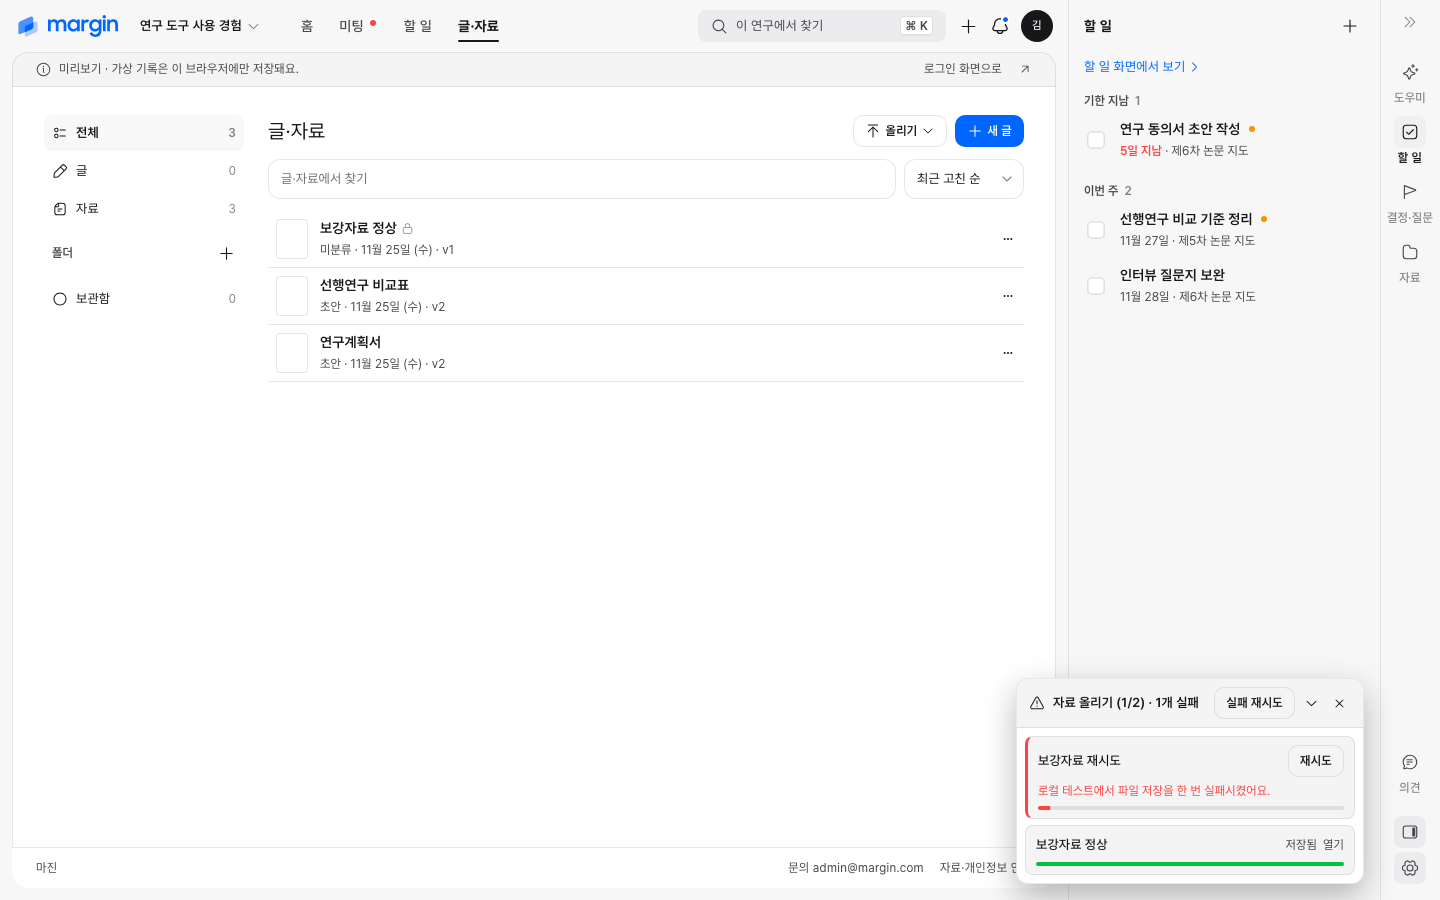 margin
연구 도구 사용 경험
홈
미팅
할 일
글·자료
이 연구에서 찾기
⌘ K
김
미리보기 · 가상 기록은 이 브라우저에만 저장돼요.
로그인 화면으로
전체 3
글 0
자료 3
폴더
보관함 0
글·자료
올리기
새 글
글·자료에서 찾기
최근 고친 순
보강자료 정상
미분류 · 11월 25일 (수) · v1
선행연구 비교표
초안 · 11월 25일 (수) · v2
연구계획서
초안 · 11월 25일 (수) · v2
마진
문의 admin@margin.com
자료·개인정보
할 일
할 일 화면에서 보기
기한 지남 1
연구 동의서 초안 작성
5일 지남 · 제6차 논문 지도
이번 주 2
선행연구 비교 기준 정리
11월 27일 · 제5차 논문 지도
인터뷰 질문지 보완
11월 28일 · 제6차 논문 지도
자료 올리기 (1/2) · 1개 실패
실패 재시도
보강자료 재시도
재시도
로컬 테스트에서 파일 저장을 한 번 실패시켰어요.
보강자료 정상
저장됨 열기
도우미
할 일
결정·질문
자료
의견